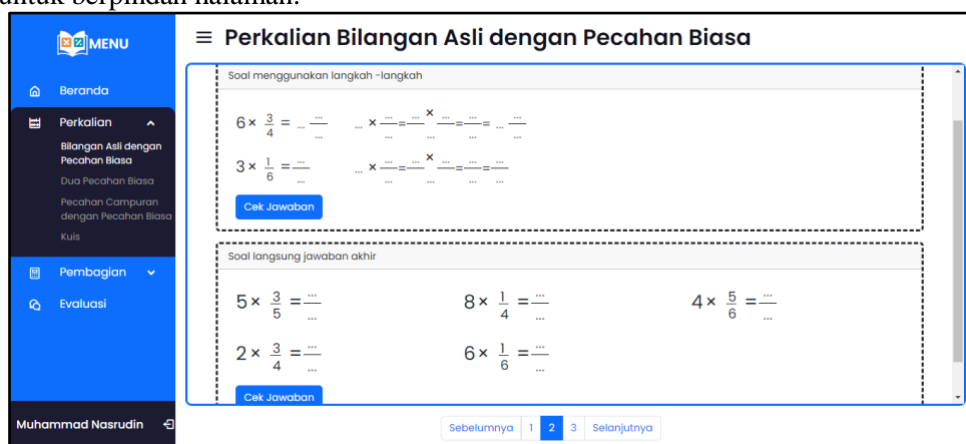 untuk berpindah halaman.
MENU
≡ Perkalian Bilangan Asli dengan Pecahan Biasa
Beranda
Perkalian
Bilangan Asli dengan
Pecahan Biasa
Dua Pecahan Biasa
Pecahan Campuran
dengan Pecahan Biasa
Kuis
Pembagian
Evaluasi
Muhammad Nasrudin
Soal menggunakan langkah -langkah
6 × 3/4 = ... .../... ... × .../... = ... × .../... = .../... = ... .../...
3 × 1/6 = .../... ... × .../... = ... × .../... = .../... = .../...
Cek Jawaban
Soal langsung jawaban akhir
5 × 3/5 = .../... 8 × 1/4 = .../... 4 × 5/6 = .../...
2 × 3/4 = .../... 6 × 1/6 = .../...
Cek Jawaban
Sebelumnya 1 2 3 Selanjutnya